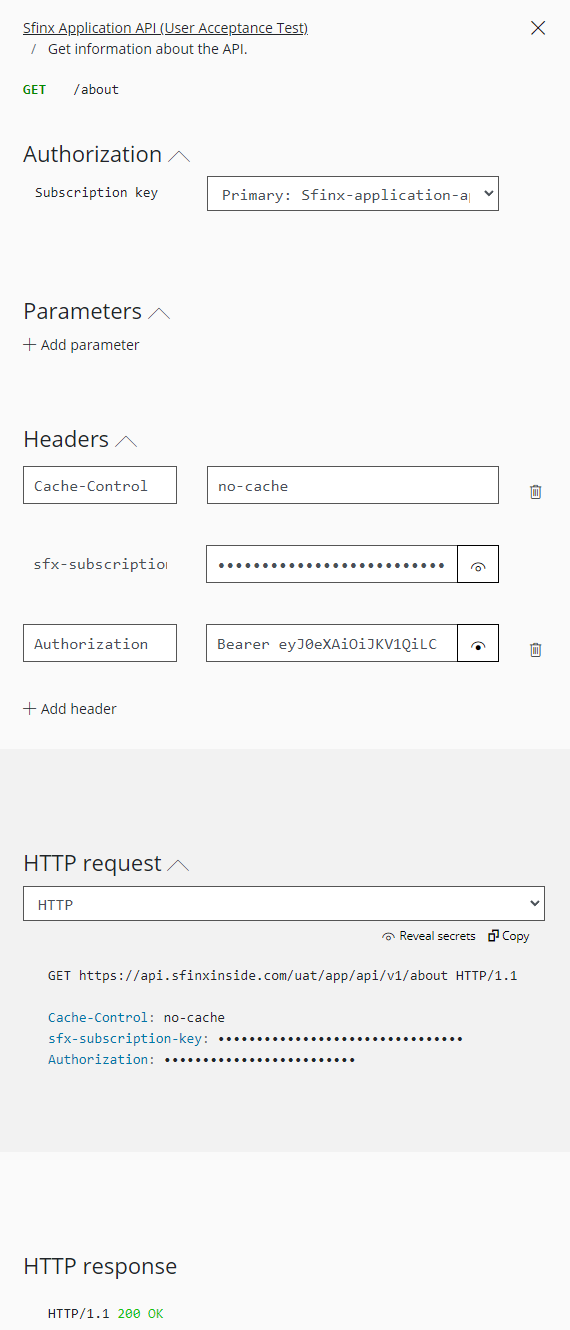 Sfinx Application API (User Acceptance Test)
/ Get information about the API.
GET /about
Authorization
Subscription key Primary: Sfinx-application-ap
Parameters
+ Add parameter
Headers
Cache-Control no-cache
sfx-subscription ••••••••••••••••••••••••••
Authorization Bearer eyJ0eXAiOiJKV1QiLC
+ Add header
HTTP request
HTTP
Reveal secrets Copy
GET https://api.sfinxinside.com/uat/app/api/v1/about HTTP/1.1
Cache-Control: no-cache
sfx-subscription-key: ••••••••••••••••••••••••••••••••
Authorization: •••••••••••••••••••••••••
HTTP response
HTTP/1.1 200 OK